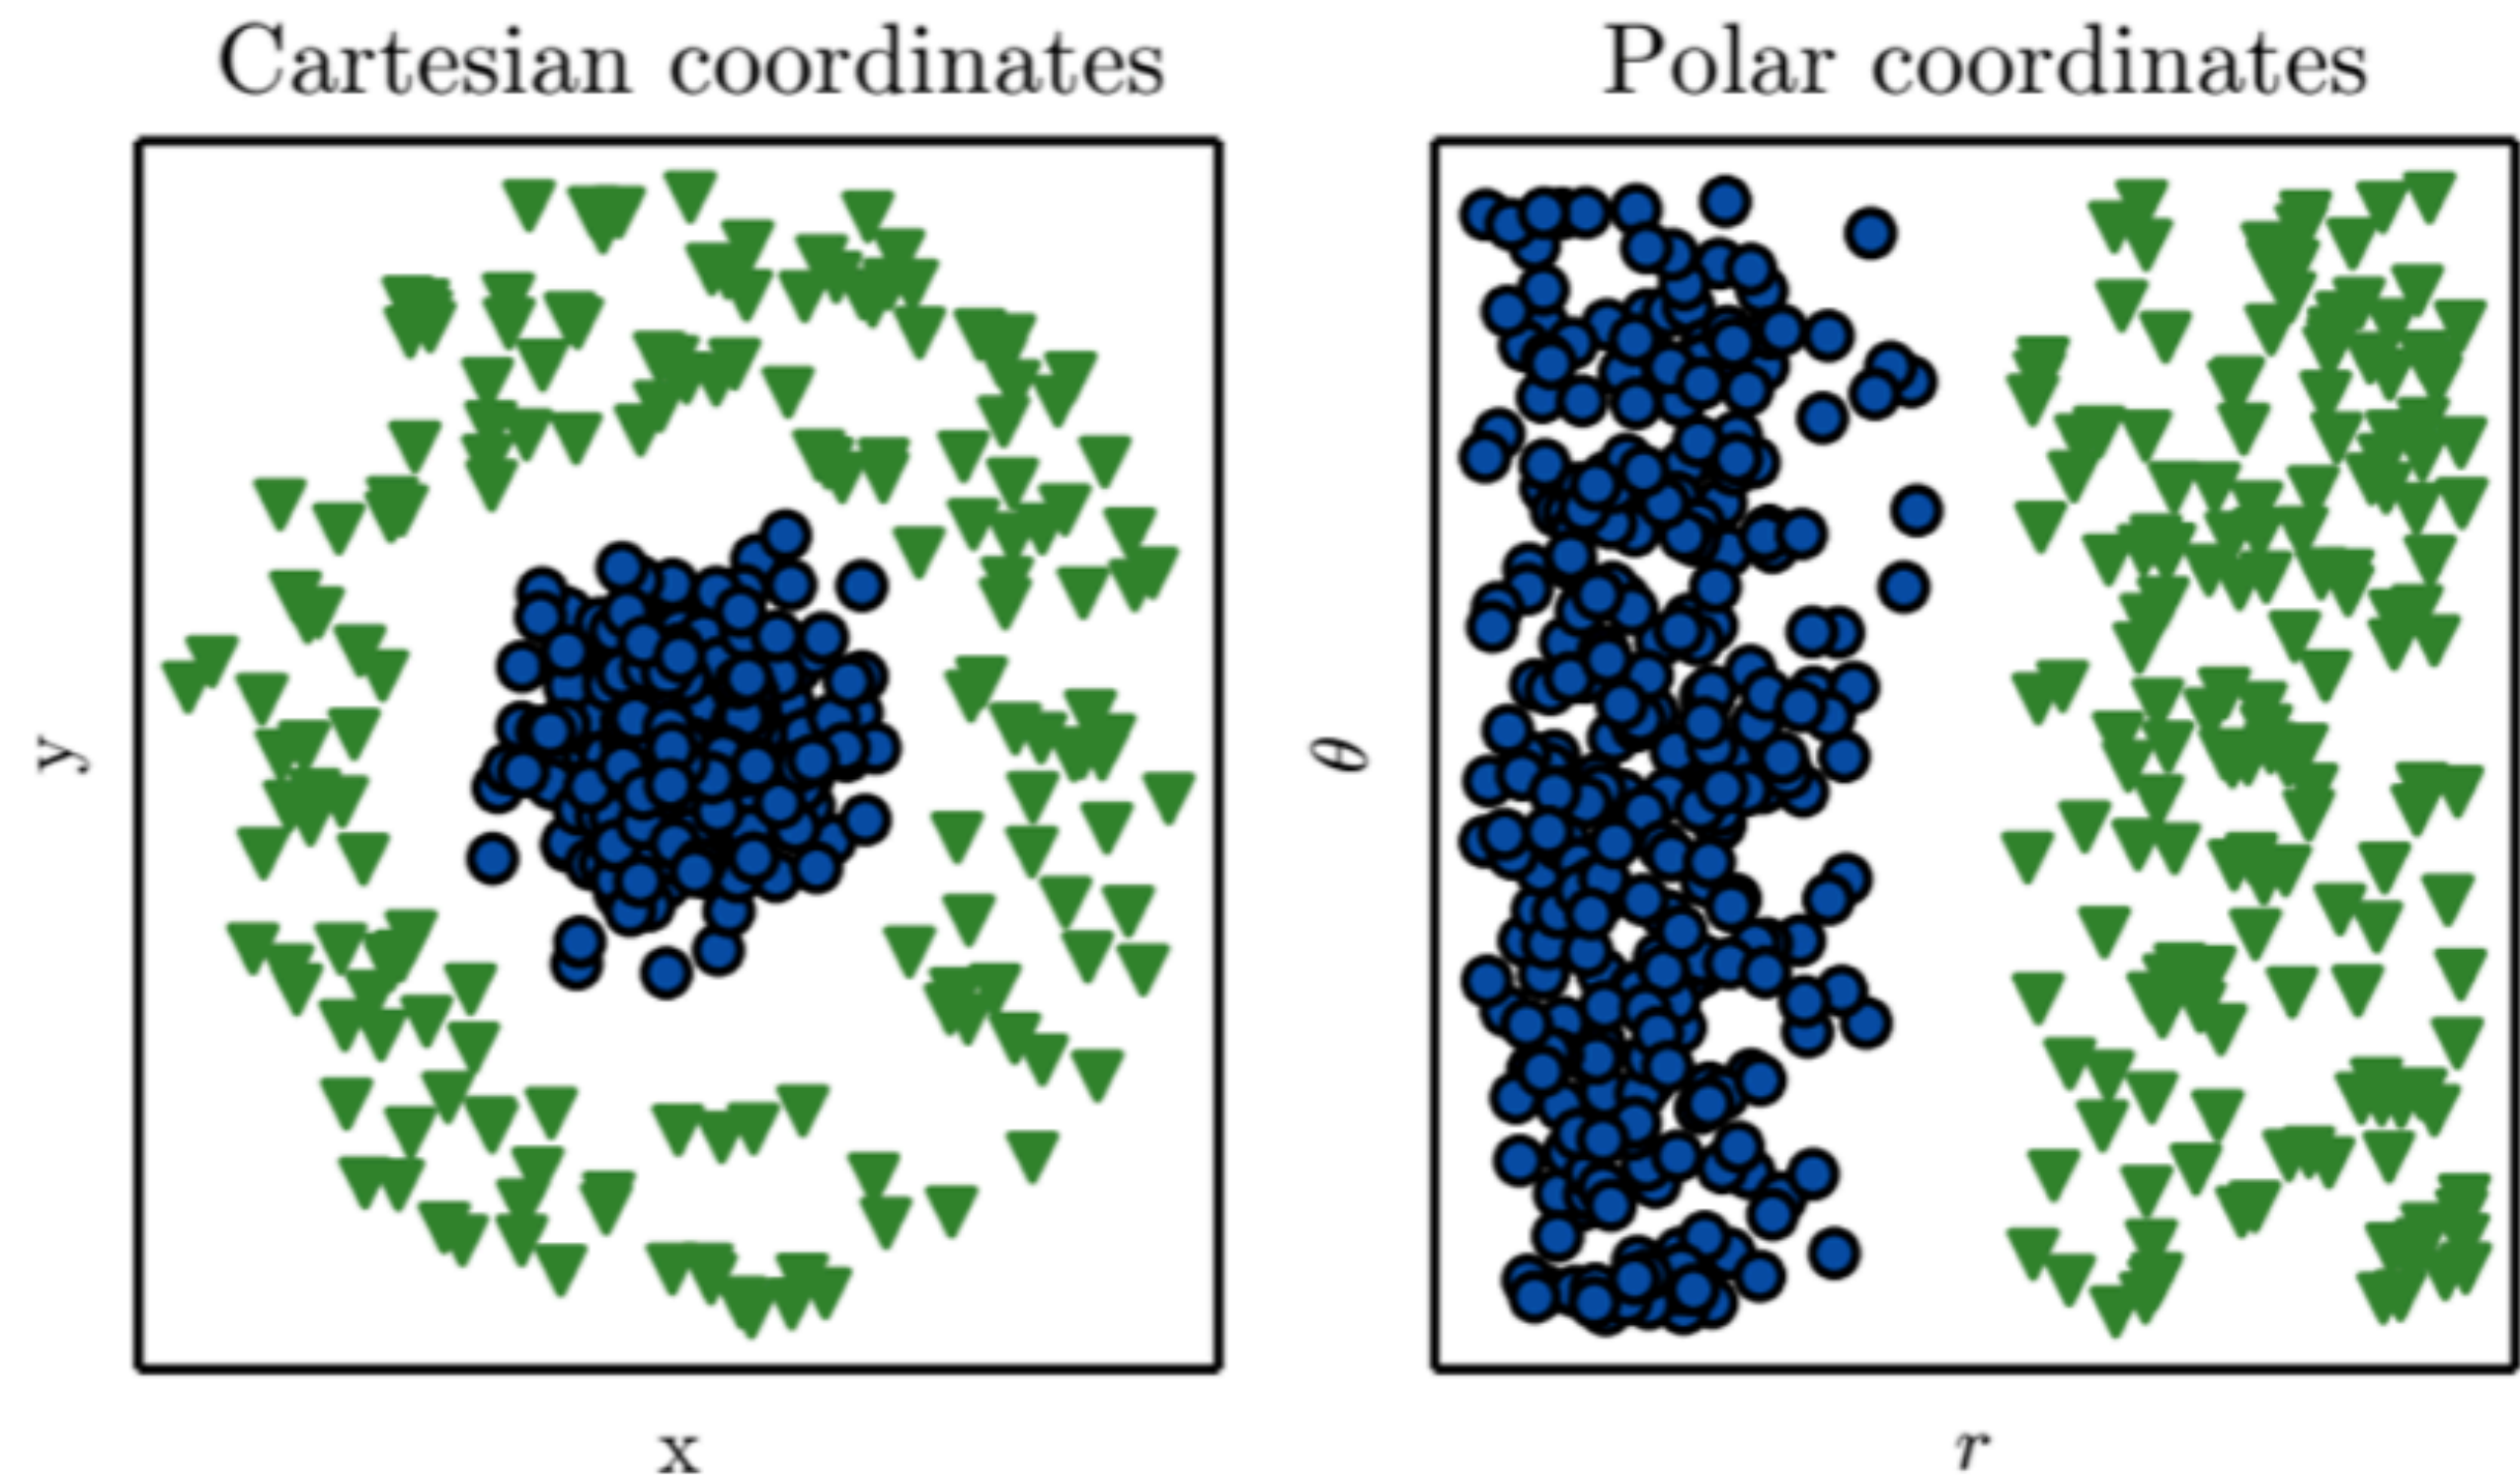 Cartesian coordinates
Polar coordinates
y
θ
x
r